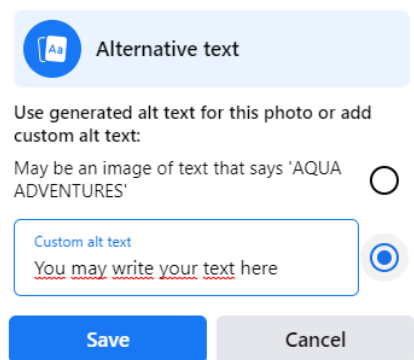 Aa
Alternative text
Use generated alt text for this photo or add
custom alt text:
May be an image of text that says 'AQUA
ADVENTURES'
Custom alt text
You may write your text here
Save
Cancel